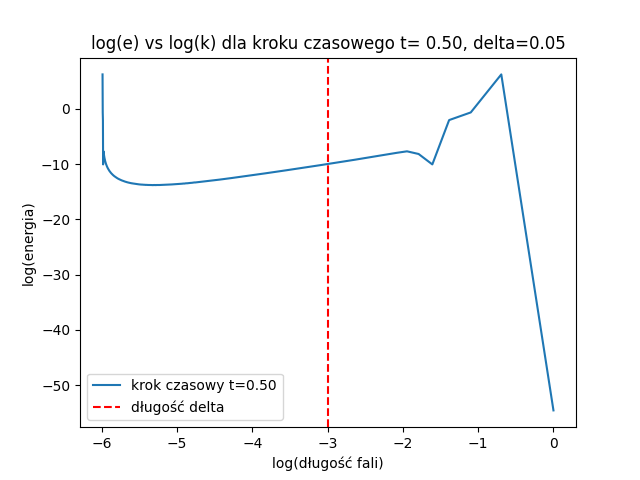 log(e) vs log(k) dla kroku czasowego t= 0.50, delta=0.05
0
−10
−20
−30
−40
−50
log(energia)
krok czasowy t=0.50
długość delta
−6
−5
−4
−3
−2
−1
0
log(długość fali)